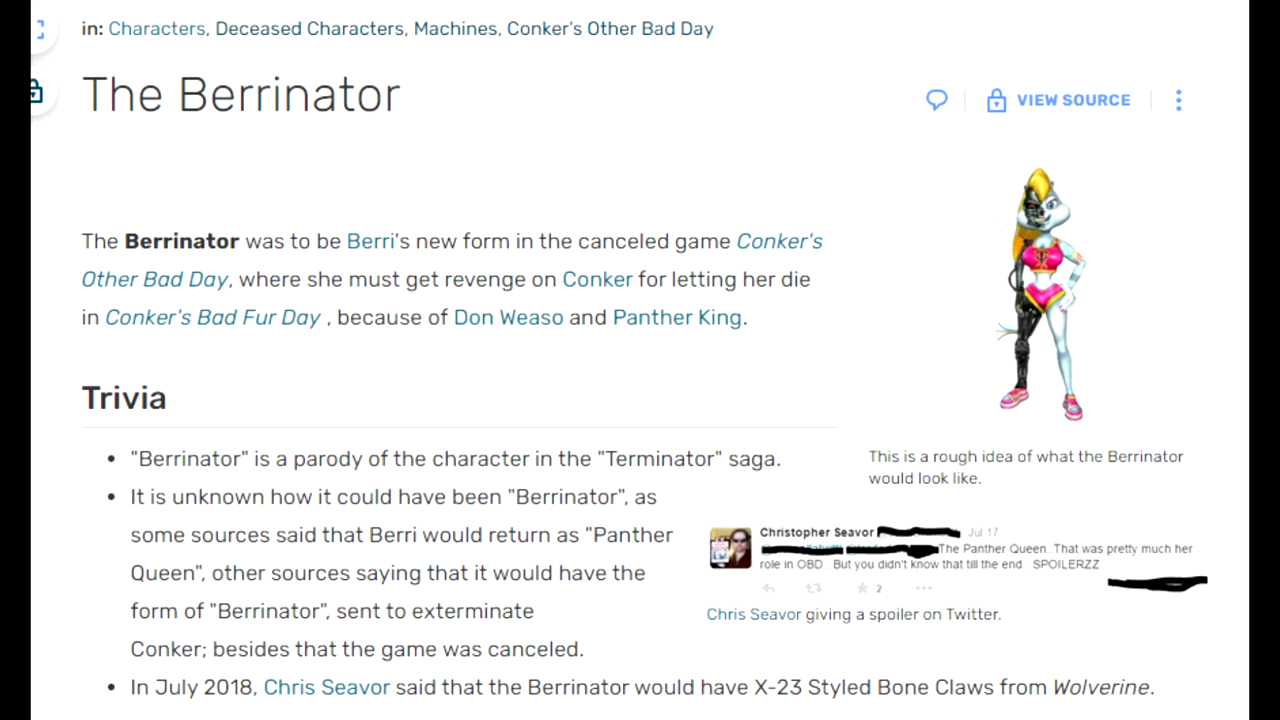 in: Characters, Deceased Characters, Machines, Conker's Other Bad Day
The Berrinator
VIEW SOURCE
The Berrinator was to be Berri's new form in the canceled game Conker's
Other Bad Day, where she must get revenge on Conker for letting her die
in Conker's Bad Fur Day , because of Don Weaso and Panther King.
Trivia
"Berrinator" is a parody of the character in the "Terminator" saga.
It is unknown how it could have been "Berrinator", as
some sources said that Berri would return as "Panther
Queen", other sources saying that it would have the
form of "Berrinator", sent to exterminate
Conker; besides that the game was canceled.
In July 2018, Chris Seavor said that the Berrinator would have X-23 Styled Bone Claws from Wolverine.
This is a rough idea of what the Berrinator
would look like.
Christopher Seavor Jul 17
The Panther Queen..That was pretty much her
role in OBD.. But you didn't know that till the end.. SPOILERZZ
2
Chris Seavor giving a spoiler on Twitter.